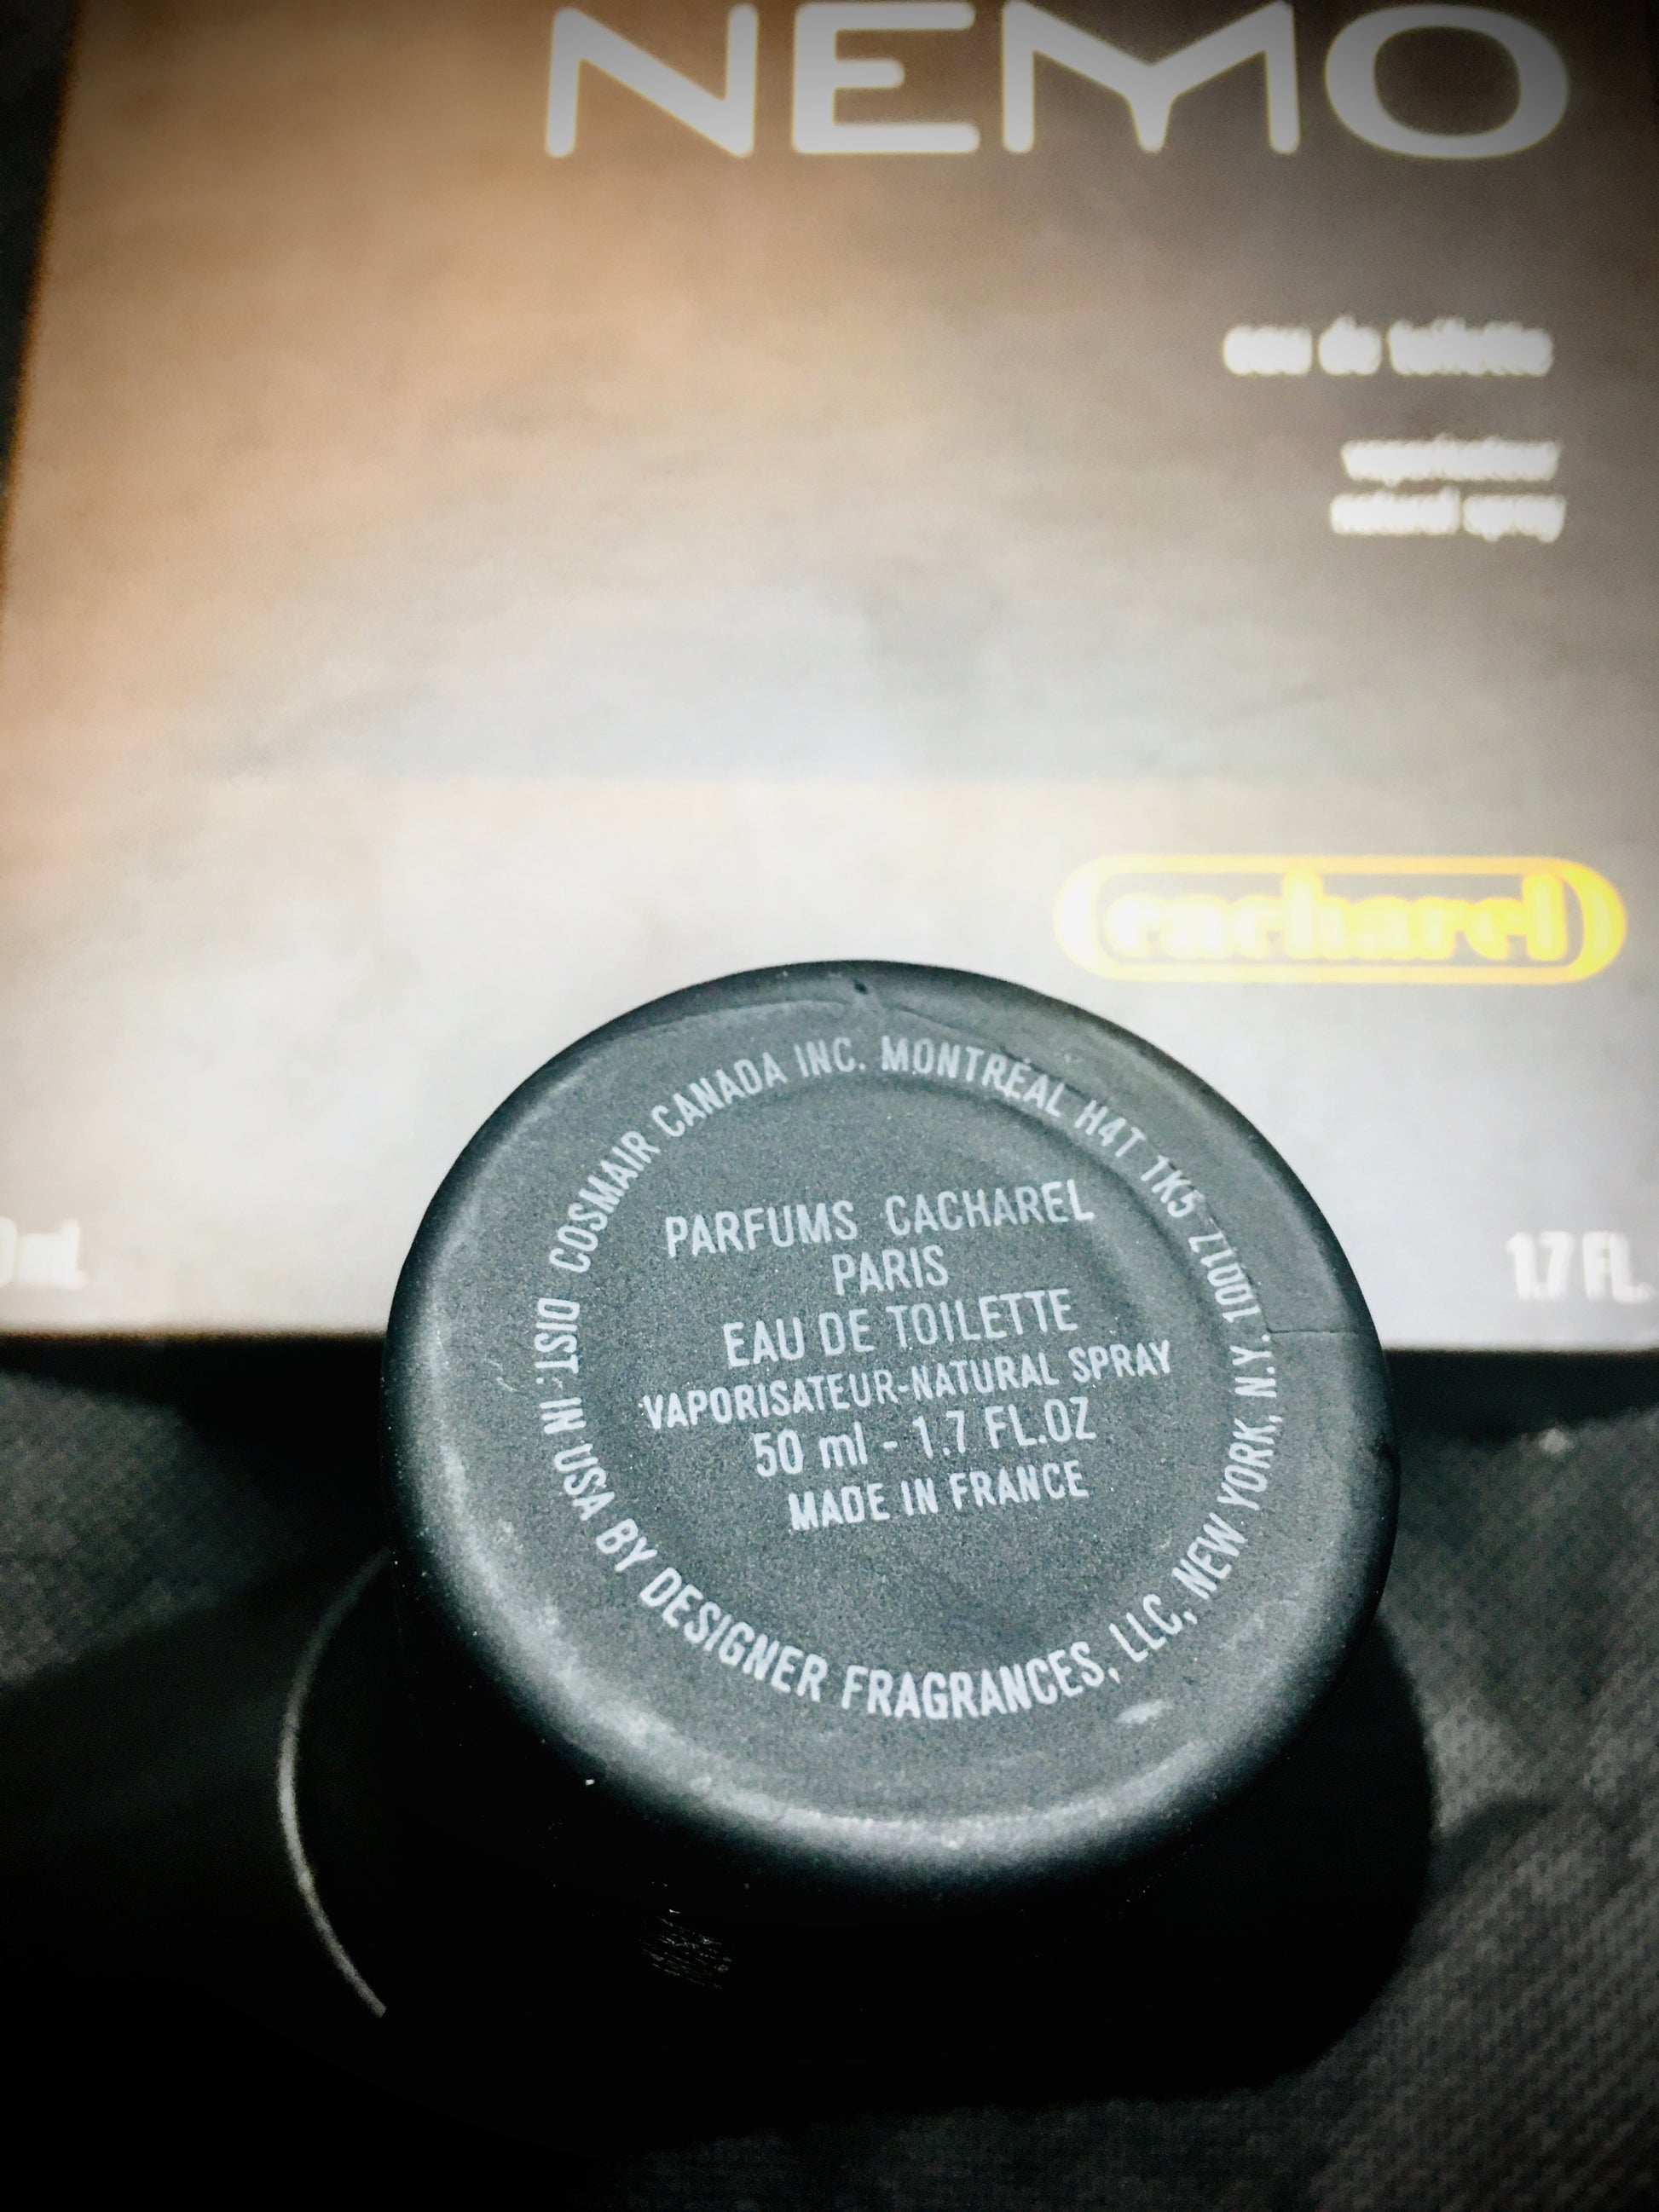 NEMO
eau de toilette
vaporisateur
natural spray
cacharel
ml
1.7 FL.
COSMAIR CANADA INC. MONTRÉAL H4T 1K5
DIST. IN USA BY DESIGNER FRAGRANCES, LLC, NEW YORK, N.Y. 10017
PARFUMS CACHAREL
PARIS
EAU DE TOILETTE
VAPORISATEUR-NATURAL SPRAY
50 ml - 1.7 FL.OZ
MADE IN FRANCE